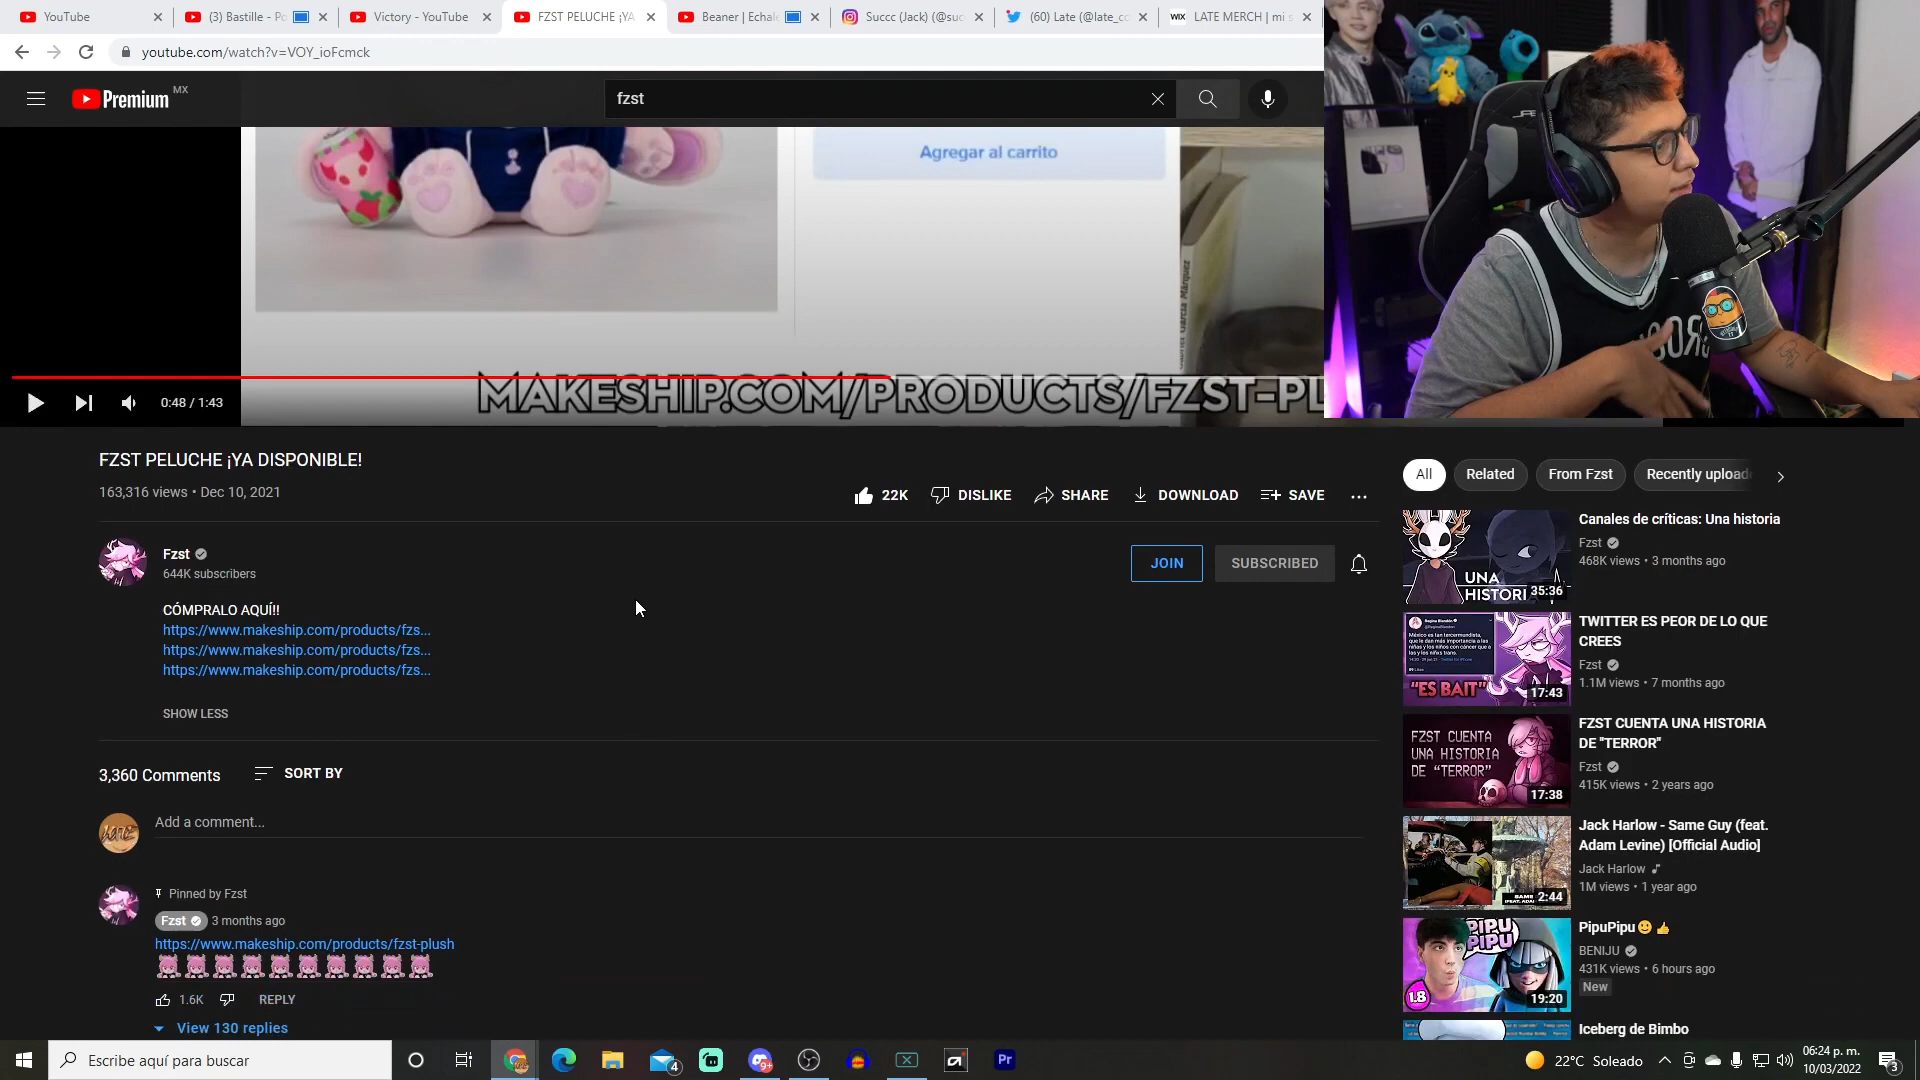 YouTube
(3) Bastille - Po
Victory - YouTube
FZST PELUCHE ¡YA
Beaner | Echale
Succc (Jack) (@suc
(60) Late (@late_co
WIX LATE MERCH | mi s
youtube.com/watch?v=VOY_ioFcmck
Premium MX
fzst
Agregar al carrito
MAKESHIP.COM/PRODUCTS/FZST-PL
0:48 / 1:43
FZST PELUCHE ¡YA DISPONIBLE!
163,316 views • Dec 10, 2021
22K
DISLIKE
SHARE
DOWNLOAD
SAVE
Fzst
644K subscribers
JOIN
SUBSCRIBED
CÓMPRALO AQUÍ!!
https://www.makeship.com/products/fzs...
https://www.makeship.com/products/fzs...
https://www.makeship.com/products/fzs...
SHOW LESS
3,360 Comments
SORT BY
Add a comment...
Pinned by Fzst
Fzst 3 months ago
https://www.makeship.com/products/fzst-plush
1.6K
REPLY
View 130 replies
All
Related
From Fzst
Recently upload
UNA
HISTORI
35:36
Canales de críticas: Una historia
Fzst
468K views • 3 months ago
"ES BAIT"
17:43
TWITTER ES PEOR DE LO QUE
CREES
Fzst
1.1M views • 7 months ago
FZST CUENTA
UNA HISTORIA
DE "TERROR"
17:38
FZST CUENTA UNA HISTORIA
DE "TERROR"
Fzst
415K views • 2 years ago
2:44
Jack Harlow - Same Guy (feat.
Adam Levine) [Official Audio]
Jack Harlow
1M views • 1 year ago
PIPU
PIPU
1.8
19:20
PipuPipu
BENJU
431K views • 6 hours ago
New
Iceberg de Bimbo
Escribe aquí para buscar
4
9+
Pr
22°C Soleado
06:24 p. m.
10/03/2022
3